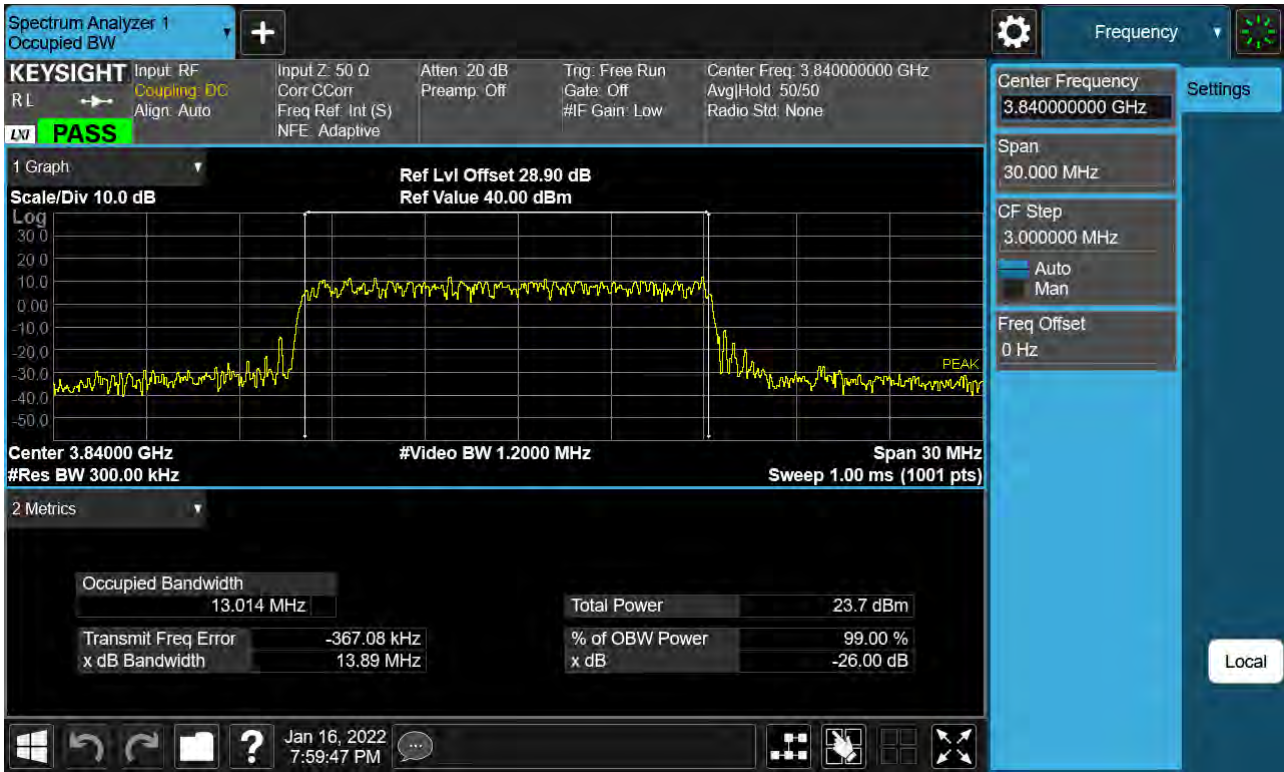 Spectrum Analyzer 1
Occupied BW
+
Frequency
KEYSIGHT
RL
LXI
PASS
Input: RF
Coupling: DC
Align: Auto
Input Z: 50 Ω
Corr CCorr
Freq Ref: Int (S)
NFE: Adaptive
Atten: 20 dB
Preamp: Off
Trig: Free Run
Gate: Off
#IF Gain: Low
Center Freq: 3.840000000 GHz
Avg|Hold: 50/50
Radio Std: None
1 Graph
Scale/Div 10.0 dB
Ref Lvl Offset 28.90 dB
Ref Value 40.00 dBm
Log
30.0
20.0
10.0
0.00
-10.0
-20.0
-30.0
-40.0
-50.0
PEAK
Center 3.84000 GHz
#Video BW 1.2000 MHz
Span 30 MHz
#Res BW 300.00 kHz
Sweep 1.00 ms (1001 pts)
2 Metrics
Occupied Bandwidth
13.014 MHz
Total Power 23.7 dBm
Transmit Freq Error -367.08 kHz
% of OBW Power 99.00 %
x dB Bandwidth 13.89 MHz
x dB -26.00 dB
Center Frequency
3.840000000 GHz
Settings
Span
30.000 MHz
CF Step
3.000000 MHz
Auto
Man
Freq Offset
0 Hz
Local
?
Jan 16, 2022
7:59:47 PM